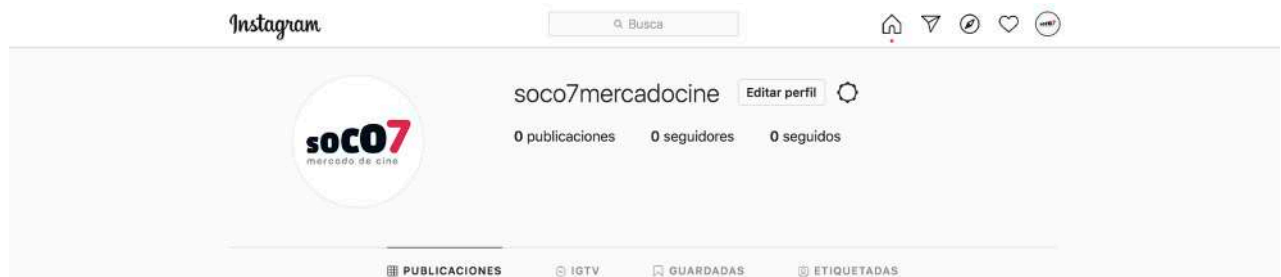 Instagram
Busca
soco7mercadocine Editar perfil
0 publicaciones 0 seguidores 0 seguidos
soco7
mercado de cine
PUBLICACIONES IGTV GUARDADAS ETIQUETADAS